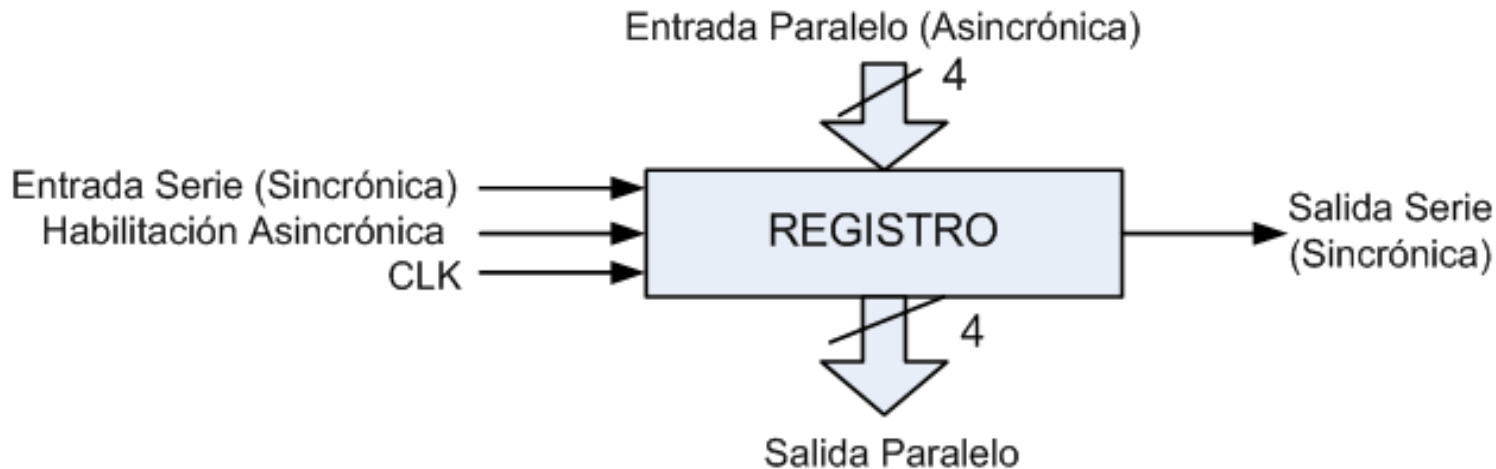 Entrada Paralelo (Asincrónica)
4
Entrada Serie (Sincrónica)
Habilitación Asincrónica
CLK
REGISTRO
Salida Serie
(Sincrónica)
4
Salida Paralelo